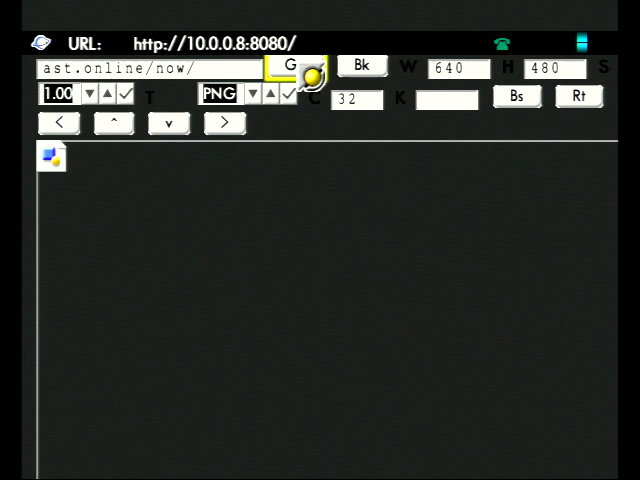 URL: http://10.0.0.8:8080/
ast.online/now/ G Bk W 640 H 480 S
1.00 T PNG C 32 K Bs Rt
< ^ v >